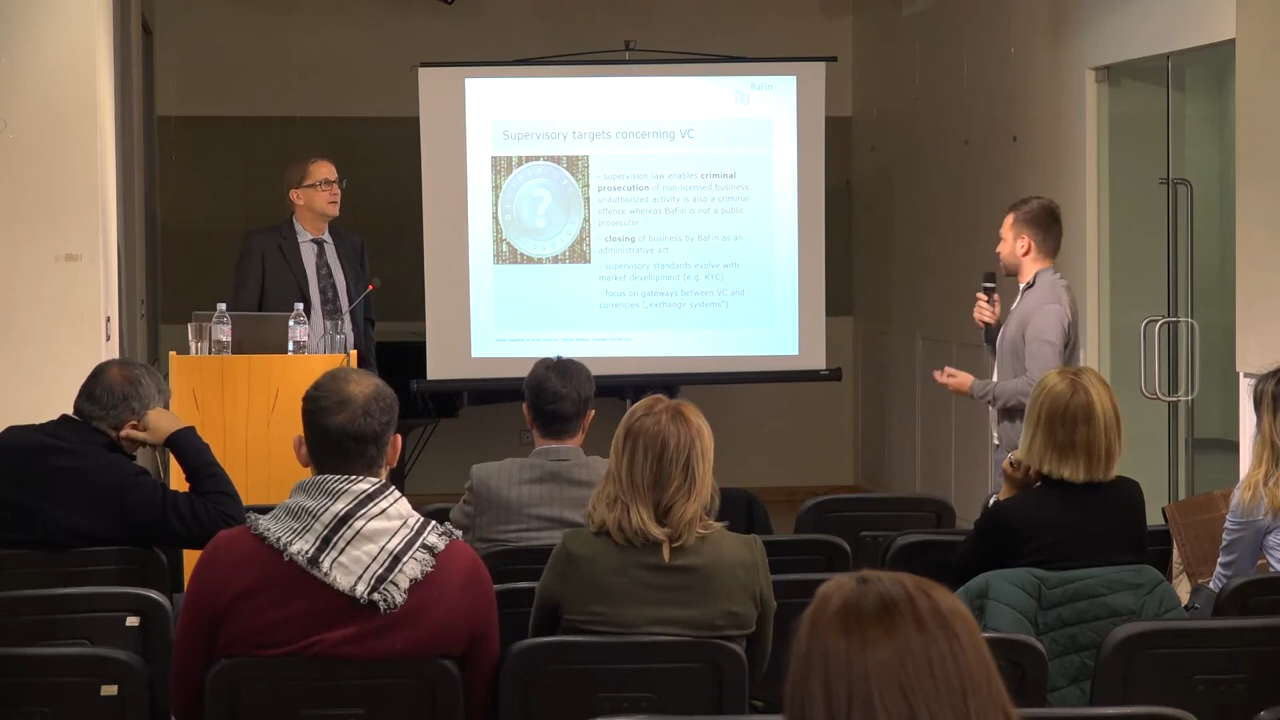 BaFin
Supervisory targets concerning VC
- supervision-law enables criminal
prosecution of non-licensed business:
unauthorized activity is also a criminal
offence whereas BaFin is not a public
prosecutor
- closing of business by BaFin as an
administrative act
- supervisory standards evolve with
market development (e.g. KYC)
- focus on gateways between VC and
currencies („exchange systems")